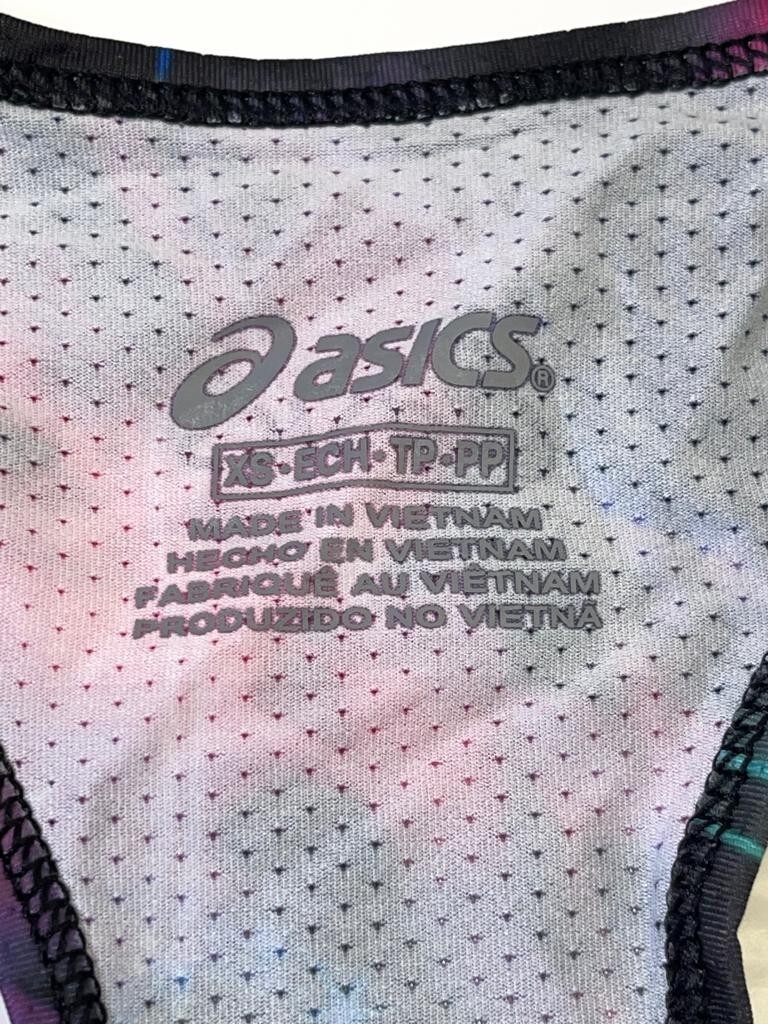 asics®
XS·ECH·TP·PP
MADE IN VIETNAM
HECHO EN VIETNAM
FABRIQUÉ AU VIÊTNAM
PRODUZIDO NO VIETNÃ